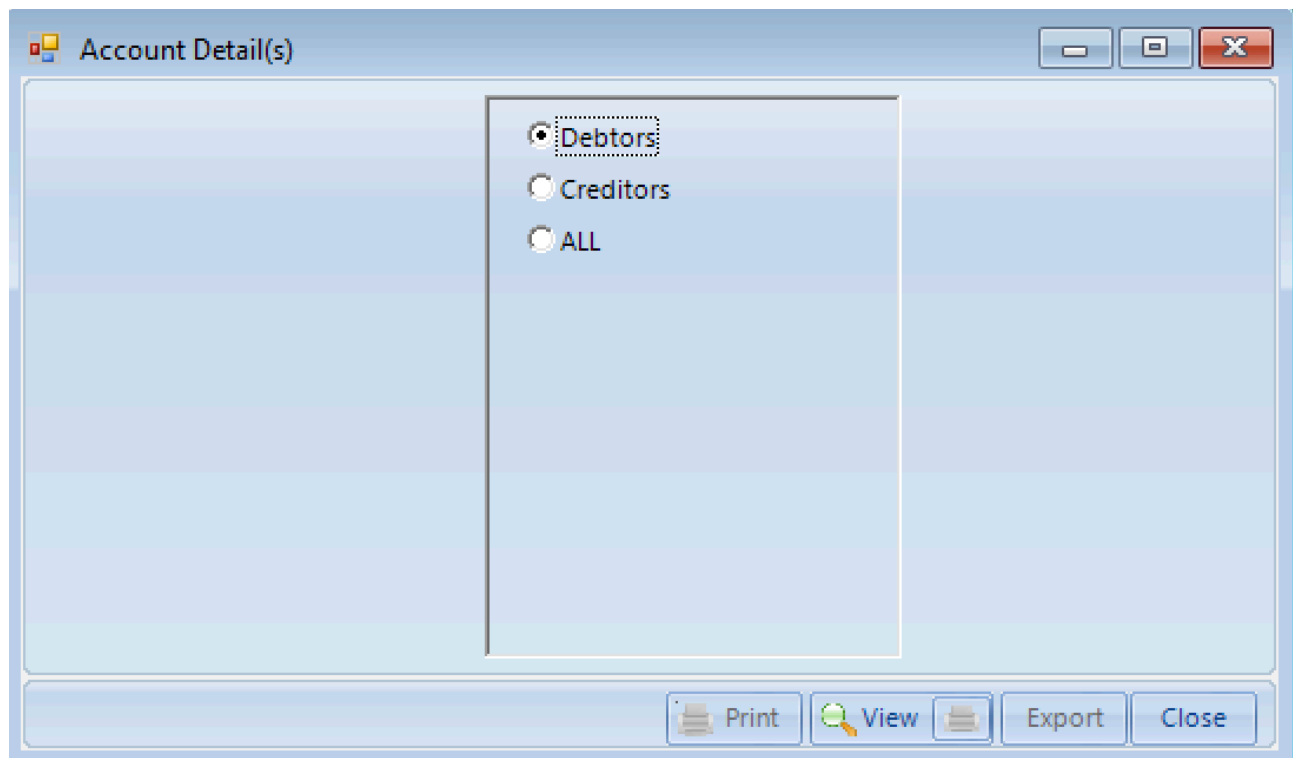 Account Detail(s)
Debtors
Creditors
ALL
Print View Export Close